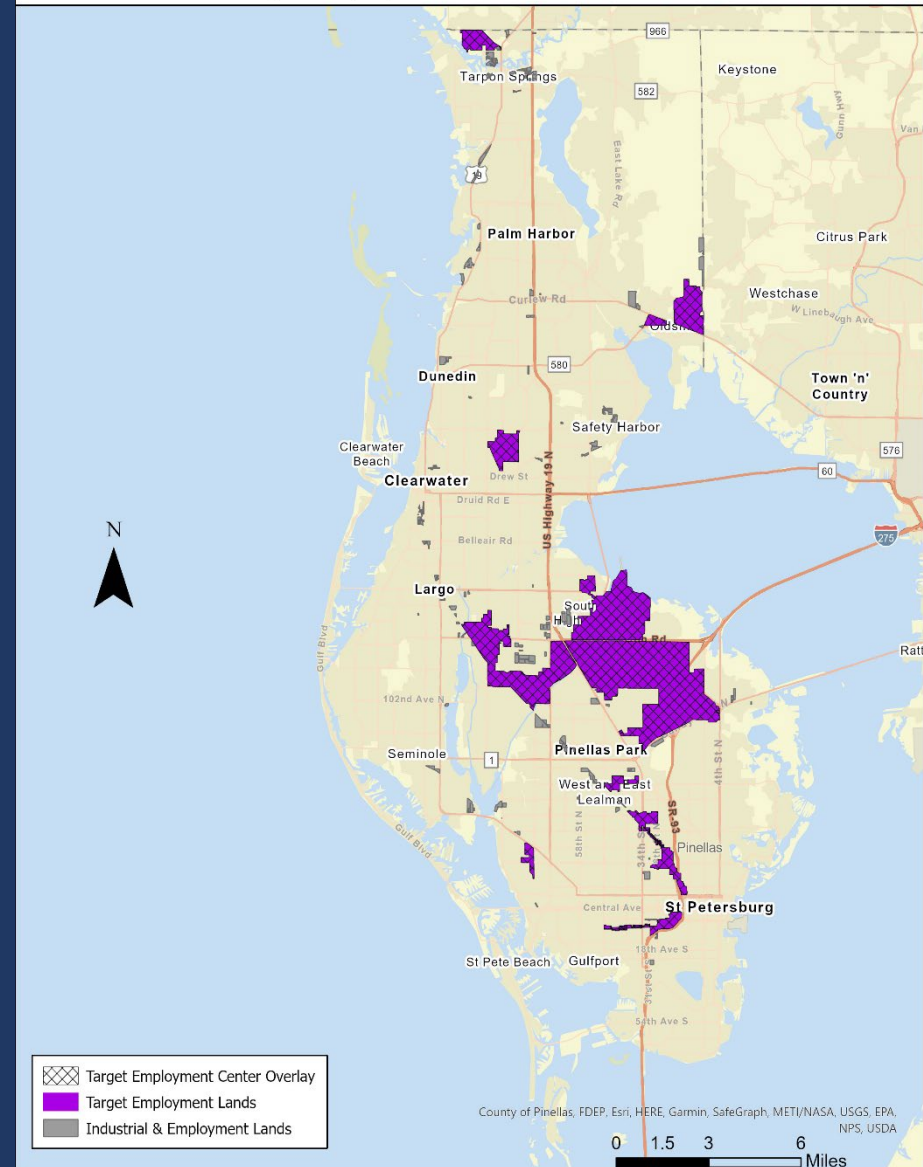 966
Keystone
Tarpon Springs
582
Gunn Hwy
Van
East Lake Rd
19
Palm Harbor
Citrus Park
Westchase
Curlew Rd
W Linebaugh Ave
580
Dunedin
Town 'n'
Country
Safety Harbor
Clearwater
Beach
576
60
Clearwater
Drew St
Druid Rd E
US Highway 19 N
275
N
Belleair Rd
Largo
Gulf Blvd
Rd
102nd Ave N
N
Pinellas Park
4th St N
Seminole
1
West and East
Lealman
SR-93
58th St N
34th St
Gulf Blvd
Pinellas
Central Ave
St Petersburg
18th Ave S
St Pete Beach
Gulfport
31st St
54th Ave S
Target Employment Center Overlay
Target Employment Lands
Industrial & Employment Lands
County of Pinellas, FDEP, Esri, HERE, Garmin, SafeGraph, METI/NASA, USGS, EPA,
NPS, USDA
0 1.5 3 6
Miles